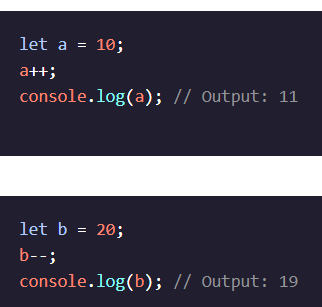 let a = 10;
a++;
console.log(a); // Output: 11
let b = 20;
b--;
console.log(b); // Output: 19